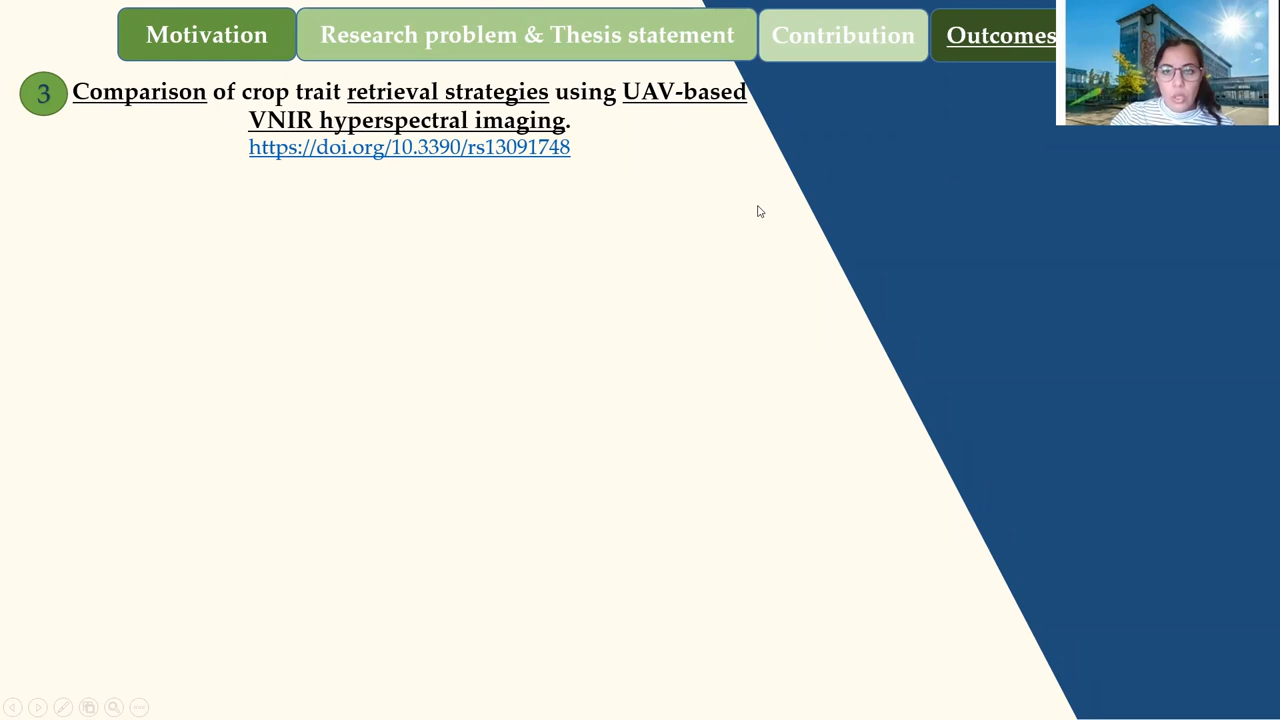 Motivation
Research problem & Thesis statement
Contribution
Outcomes
3
Comparison of crop trait retrieval strategies using UAV-based
VNIR hyperspectral imaging.
https://doi.org/10.3390/rs13091748